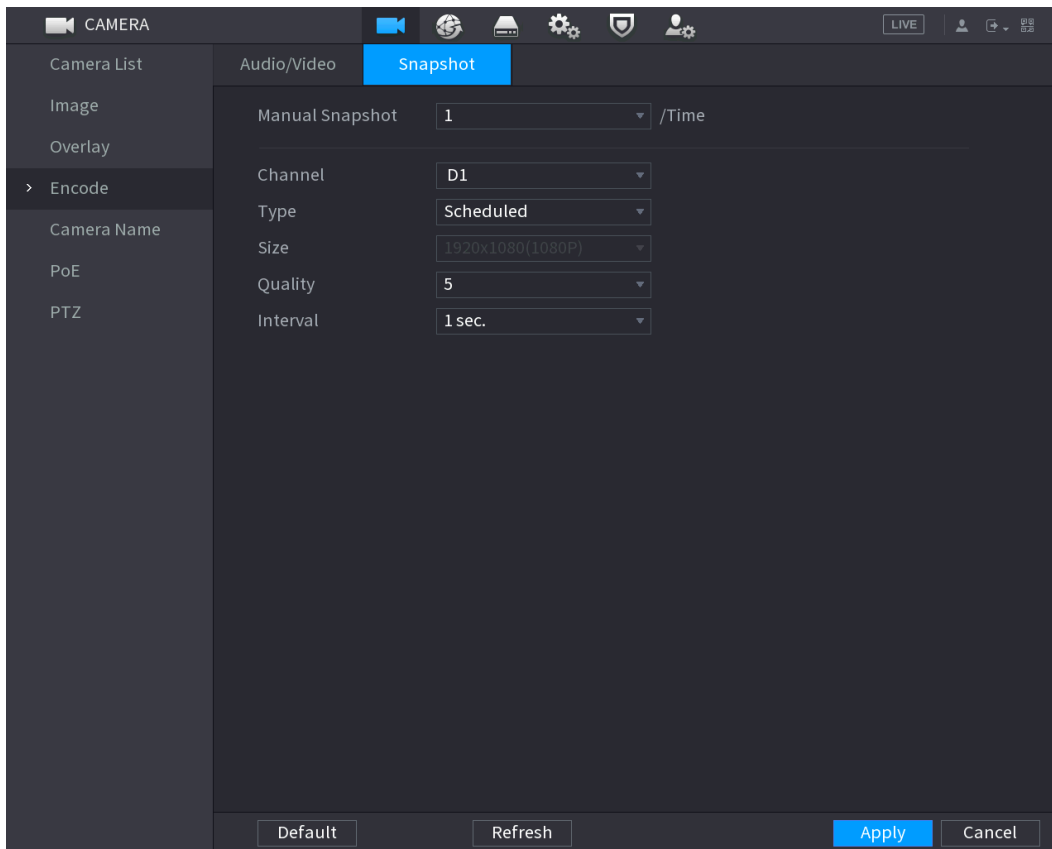 CAMERA LIVE
Camera List Audio/Video Snapshot
Image Manual Snapshot 1 /Time
Overlay
Channel D1
> Encode
Type Scheduled
Camera Name
Size 1920x1080(1080P)
PoE
Quality 5
PTZ
Interval 1 sec.
Default Refresh Apply Cancel